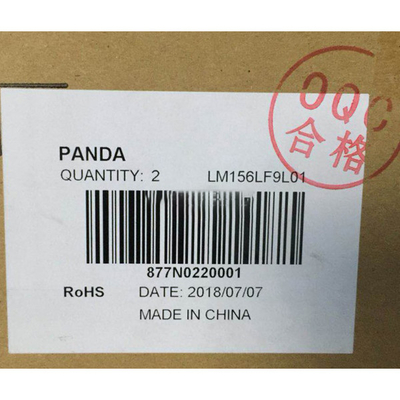 OQC
合格
PANDA
QUANTITY: 2 LM156LF9L01
877N0220001
RoHS DATE: 2018/07/07
MADE IN CHINA